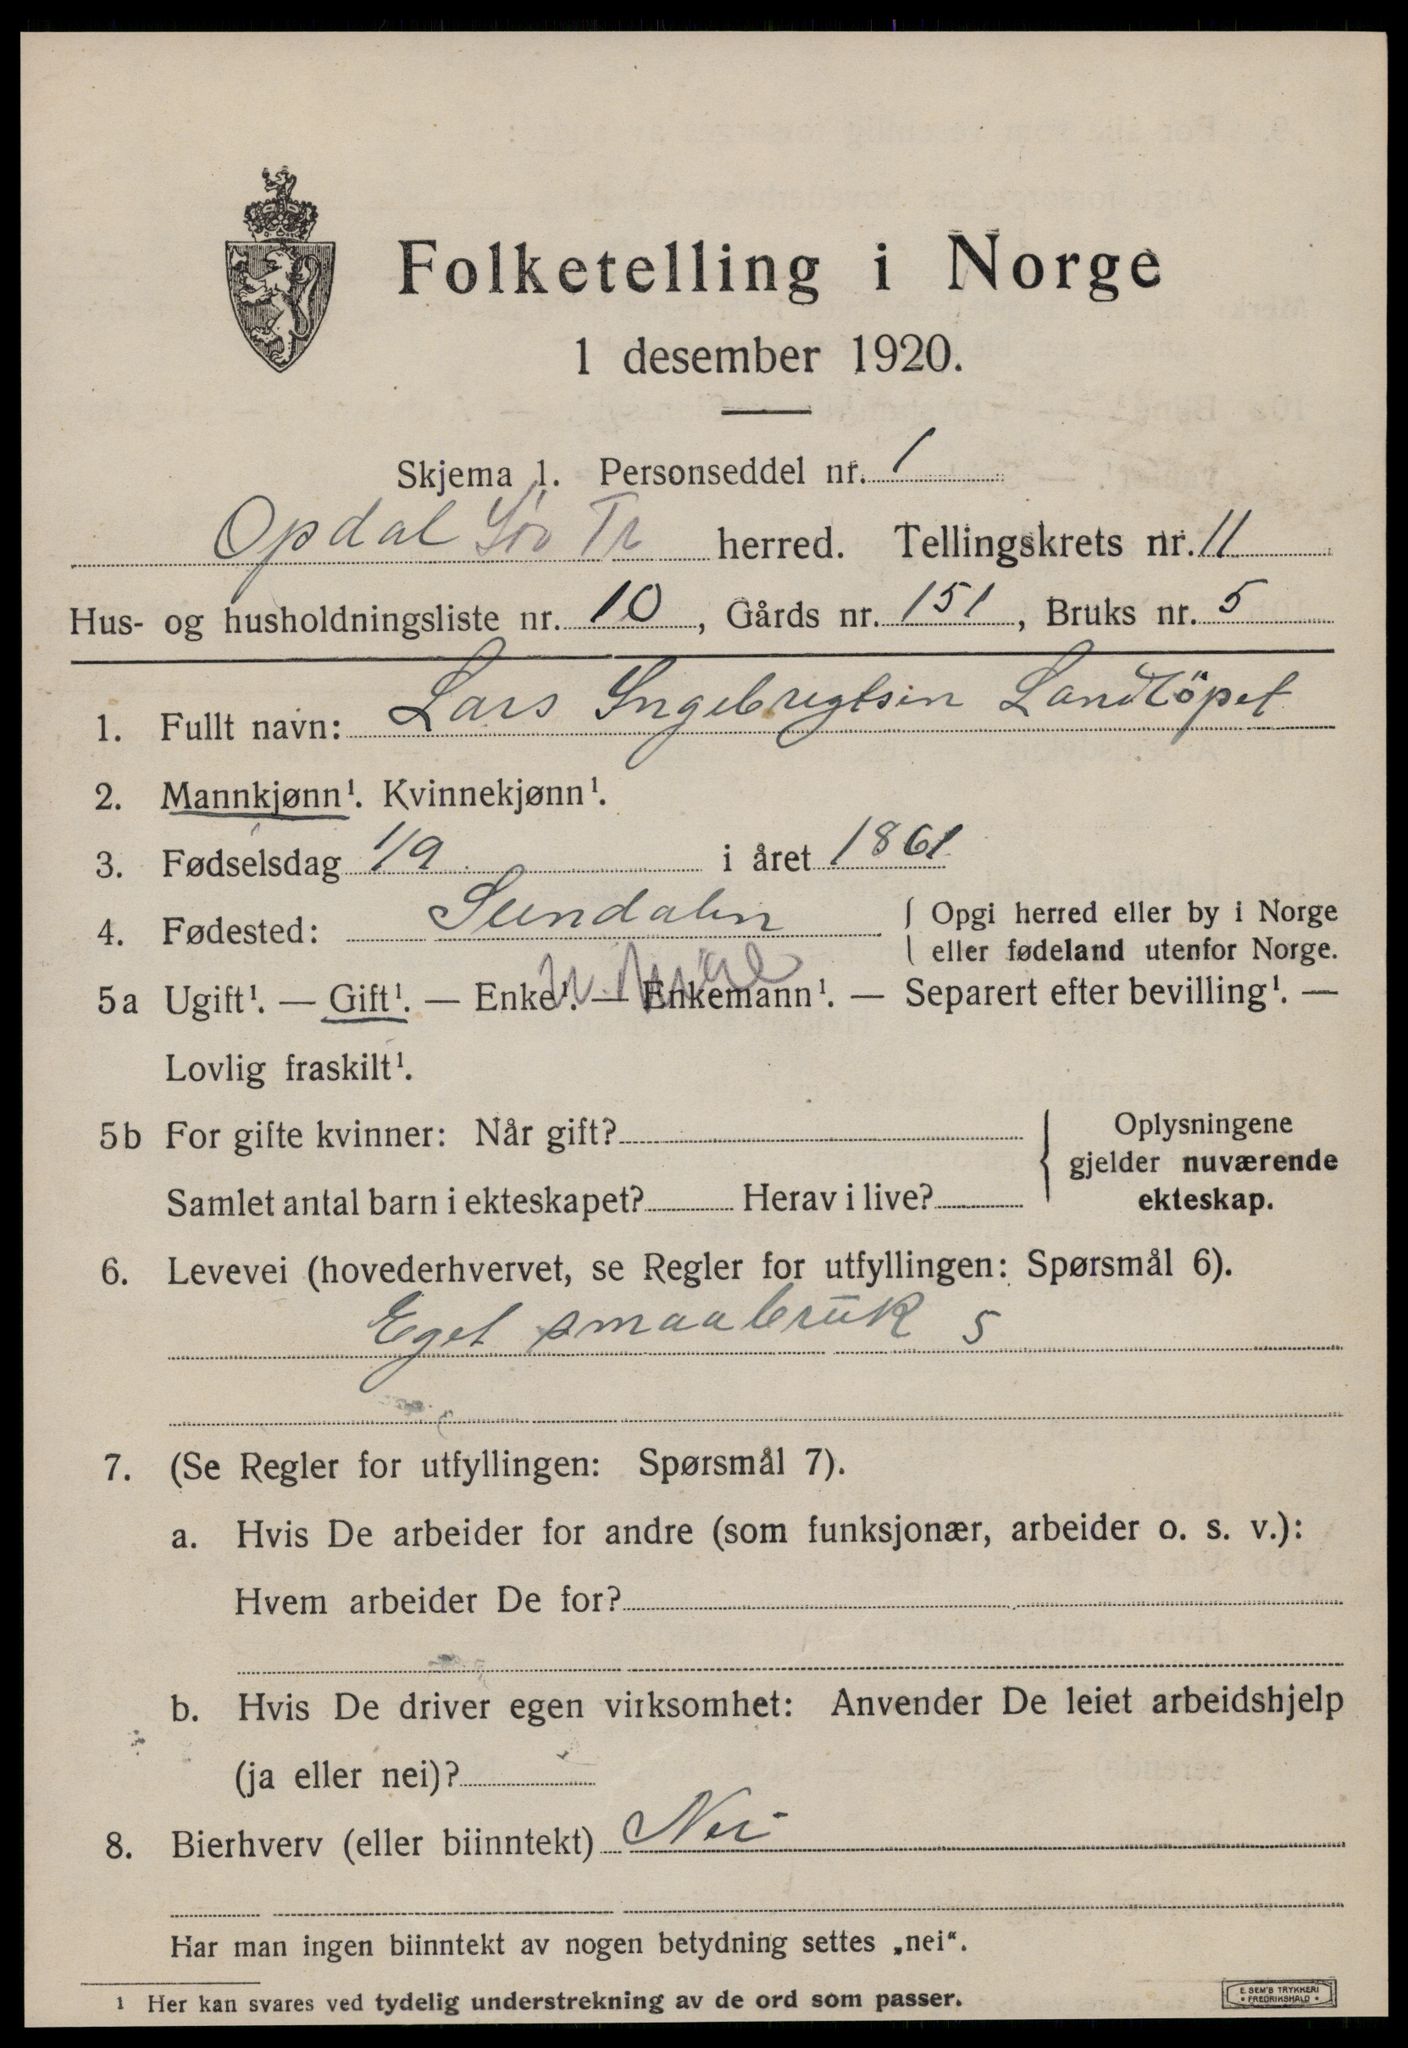 Folketelling i Norge
1 desember 1920.
Skjema 1. Personseddel nr. 1
Opdal Sør Tr herred. Tellingskrets nr. 11
Hus- og husholdningsliste nr. 10, Gårds nr. 151, Bruks nr. 5
1. Fullt navn: Lars Ingebregtsen Landløpet
2. Mannkjønn¹. Kvinnekjønn¹.
3. Fødselsdag 1/9 i året 1861
4. Fødested: Sundalen { Opgi herred eller by i Norge
eller fødeland utenfor Norge.
5a Ugift¹. — Gift¹. — Enke¹. — Enkemann¹. — Separert efter bevilling¹. —
Lovlig fraskilt¹.
5b For gifte kvinner: Når gift? { Oplysningene
gjelder nuværende
Samlet antal barn i ekteskapet? Herav i live? ekteskap.
6. Levevei (hovederhvervet, se Regler for utfyllingen: Spørsmål 6).
Eget smaabruk s
7. (Se Regler for utfyllingen: Spørsmål 7).
a. Hvis De arbeider for andre (som funksjonær, arbeider o. s. v.):
Hvem arbeider De for?
b. Hvis De driver egen virksomhet: Anvender De leiet arbeidshjelp
(ja eller nei)?
8. Bierhverv (eller biinntekt) Nei
Har man ingen biinntekt av nogen betydning settes „nei“.
¹ Her kan svares ved tydelig understrekning av de ord som passer.
E. SEM'S TRYKKERI
• FREDRIKSHALD •